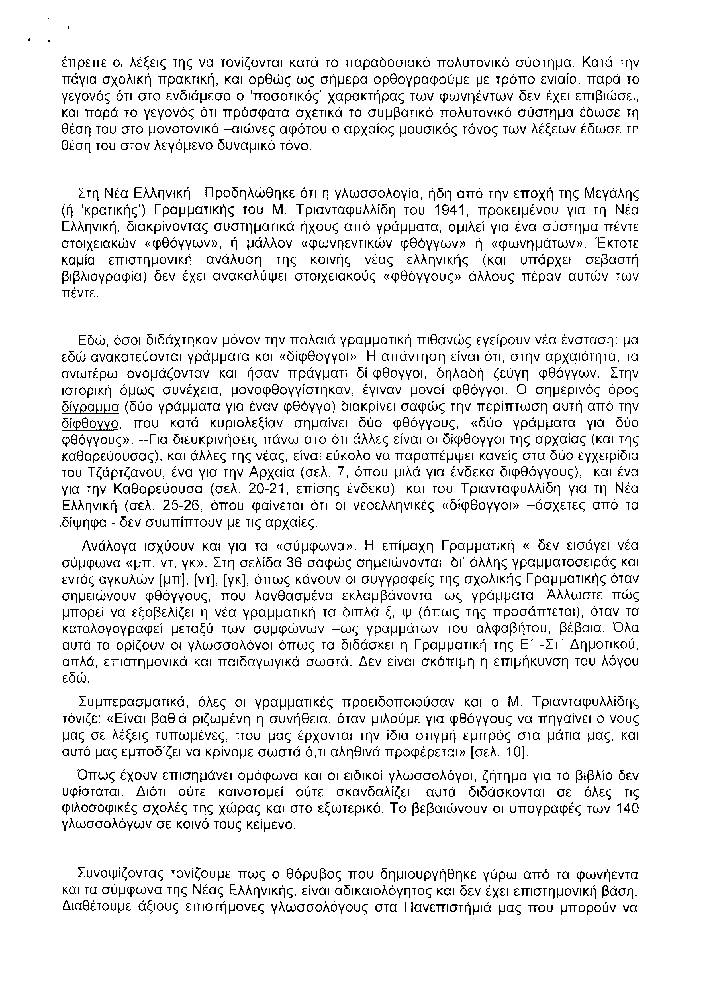 έπρεπε οι λέξεις της να τονίζονται κατά το παραδοσιακό πολυτονικό σύστημα. Κατά την
πάγια σχολική πρακτική, και ορθώς ως σήμερα ορθογραφούμε με τρόπο ενιαίο, παρά το
γεγονός ότι στο ενδιάμεσο ο ‘ποσοτικός’ χαρακτήρας των φωνηέντων δεν έχει επιβιώσει,
και παρά το γεγονός ότι πρόσφατα σχετικά το συμβατικό πολυτονικό σύστημα έδωσε τη
θέση του στο μονοτονικό –αιώνες αφότου ο αρχαίος μουσικός τόνος των λέξεων έδωσε τη
θέση του στον λεγόμενο δυναμικό τόνο.
Στη Νέα Ελληνική. Προδηλώθηκε ότι η γλωσσολογία, ήδη από την εποχή της Μεγάλης
(ή ‘κρατικής’) Γραμματικής του Μ. Τριανταφυλλίδη του 1941, προκειμένου για τη Νέα
Ελληνική, διακρίνοντας συστηματικά ήχους από γράμματα, ομιλεί για ένα σύστημα πέντε
στοιχειακών «φθόγγων», ή μάλλον «φωνηεντικών φθόγγων» ή «φωνημάτων». Έκτοτε
καμία επιστημονική ανάλυση της κοινής νέας ελληνικής (και υπάρχει σεβαστή
βιβλιογραφία) δεν έχει ανακαλύψει στοιχειακούς «φθόγγους» άλλους πέραν αυτών των
πέντε.
Εδώ, όσοι διδάχτηκαν μόνον την παλαιά γραμματική πιθανώς εγείρουν νέα ένσταση: μα
εδώ ανακατεύονται γράμματα και «δίφθογγοι». Η απάντηση είναι ότι, στην αρχαιότητα, τα
ανωτέρω ονομάζονταν και ήσαν πράγματι δί-φθογγοι, δηλαδή ζεύγη φθόγγων. Στην
ιστορική όμως συνέχεια, μονοφθογγίστηκαν, έγιναν μονοί φθόγγοι. Ο σημερινός όρος
δίγραμμα (δύο γράμματα για έναν φθόγγο) διακρίνει σαφώς την περίπτωση αυτή από την
δίφθογγο, που κατά κυριολεξίαν σημαίνει δύο φθόγγους, «δύο γράμματα για δύο
φθόγγους». --Για διευκρινήσεις πάνω στο ότι άλλες είναι οι δίφθογγοι της αρχαίας (και της
καθαρεύουσας), και άλλες της νέας, είναι εύκολο να παραπέμψει κανείς στα δύο εγχειρίδια
του Τζάρτζανου, ένα για την Αρχαία (σελ. 7, όπου μιλά για ένδεκα διφθόγγους), και ένα
για την Καθαρεύουσα (σελ. 20-21, επίσης ένδεκα), και του Τριανταφυλλίδη για τη Νέα
Ελληνική (σελ. 25-26, όπου φαίνεται ότι οι νεοελληνικές «δίφθογγοι» –άσχετες από τα
δίψηφα - δεν συμπίπτουν με τις αρχαίες.
Ανάλογα ισχύουν και για τα «σύμφωνα». Η επίμαχη Γραμματική « δεν εισάγει νέα
σύμφωνα «μπ, ντ, γκ». Στη σελίδα 36 σαφώς σημειώνονται δι’ άλλης γραμματοσειράς και
εντός αγκυλών [μπ], [ντ], [γκ], όπως κάνουν οι συγγραφείς της σχολικής Γραμματικής όταν
σημειώνουν φθόγγους, που λανθασμένα εκλαμβάνονται ως γράμματα. Άλλωστε πώς
μπορεί να εξοβελίζει η νέα γραμματική τα διπλά ξ, ψ (όπως της προσάπτεται), όταν τα
καταλογογραφεί μεταξύ των συμφώνων –ως γραμμάτων του αλφαβήτου, βέβαια. Όλα
αυτά τα ορίζουν οι γλωσσολόγοι όπως τα διδάσκει η Γραμματική της Ε΄ -Στ΄ Δημοτικού,
απλά, επιστημονικά και παιδαγωγικά σωστά. Δεν είναι σκόπιμη η επιμήκυνση του λόγου
εδώ.
Συμπερασματικά, όλες οι γραμματικές προειδοποιούσαν και ο Μ. Τριανταφυλλίδης
τόνιζε: «Είναι βαθιά ριζωμένη η συνήθεια, όταν μιλούμε για φθόγγους να πηγαίνει ο νους
μας σε λέξεις τυπωμένες, που μας έρχονται την ίδια στιγμή εμπρός στα μάτια μας, και
αυτό μας εμποδίζει να κρίνομε σωστά ό,τι αληθινά προφέρεται» [σελ. 10].
Όπως έχουν επισημάνει ομόφωνα και οι ειδικοί γλωσσολόγοι, ζήτημα για το βιβλίο δεν
υφίσταται. Διότι ούτε καινοτομεί ούτε σκανδαλίζει: αυτά διδάσκονται σε όλες τις
φιλοσοφικές σχολές της χώρας και στο εξωτερικό. Το βεβαιώνουν οι υπογραφές των 140
γλωσσολόγων σε κοινό τους κείμενο.
Συνοψίζοντας τονίζουμε πως ο θόρυβος που δημιουργήθηκε γύρω από τα φωνήεντα
και τα σύμφωνα της Νέας Ελληνικής, είναι αδικαιολόγητος και δεν έχει επιστημονική βάση.
Διαθέτουμε άξιους επιστήμονες γλωσσολόγους στα Πανεπιστήμιά μας που μπορούν να